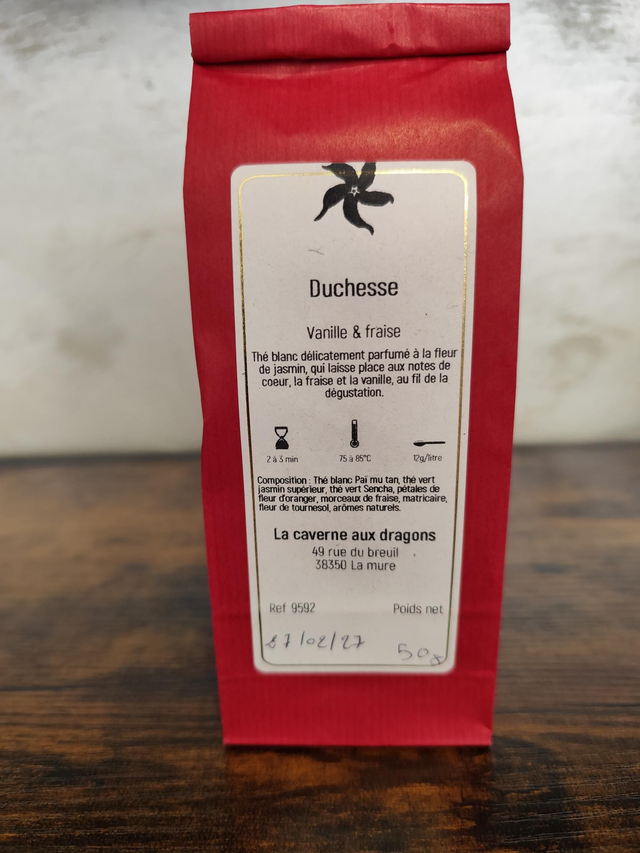 Duchesse
Vanille & fraise
Thé blanc délicatement parfumé à la fleur
de jasmin, qui laisse place aux notes de
coeur, la fraise et la vanille, au fil de la
dégustation.
2 à 3 min 75 à 85°C 12g/litre
Composition : Thé blanc Paï mu tan, thé vert
jasmin supérieur, thé vert Sencha, pétales de
fleur d'oranger, morceaux de fraise, matricaire,
fleur de tournesol, arômes naturels.
La caverne aux dragons
49 rue du breuil
38350 La mure
Ref 9592 Poids net
27/02/27 50g